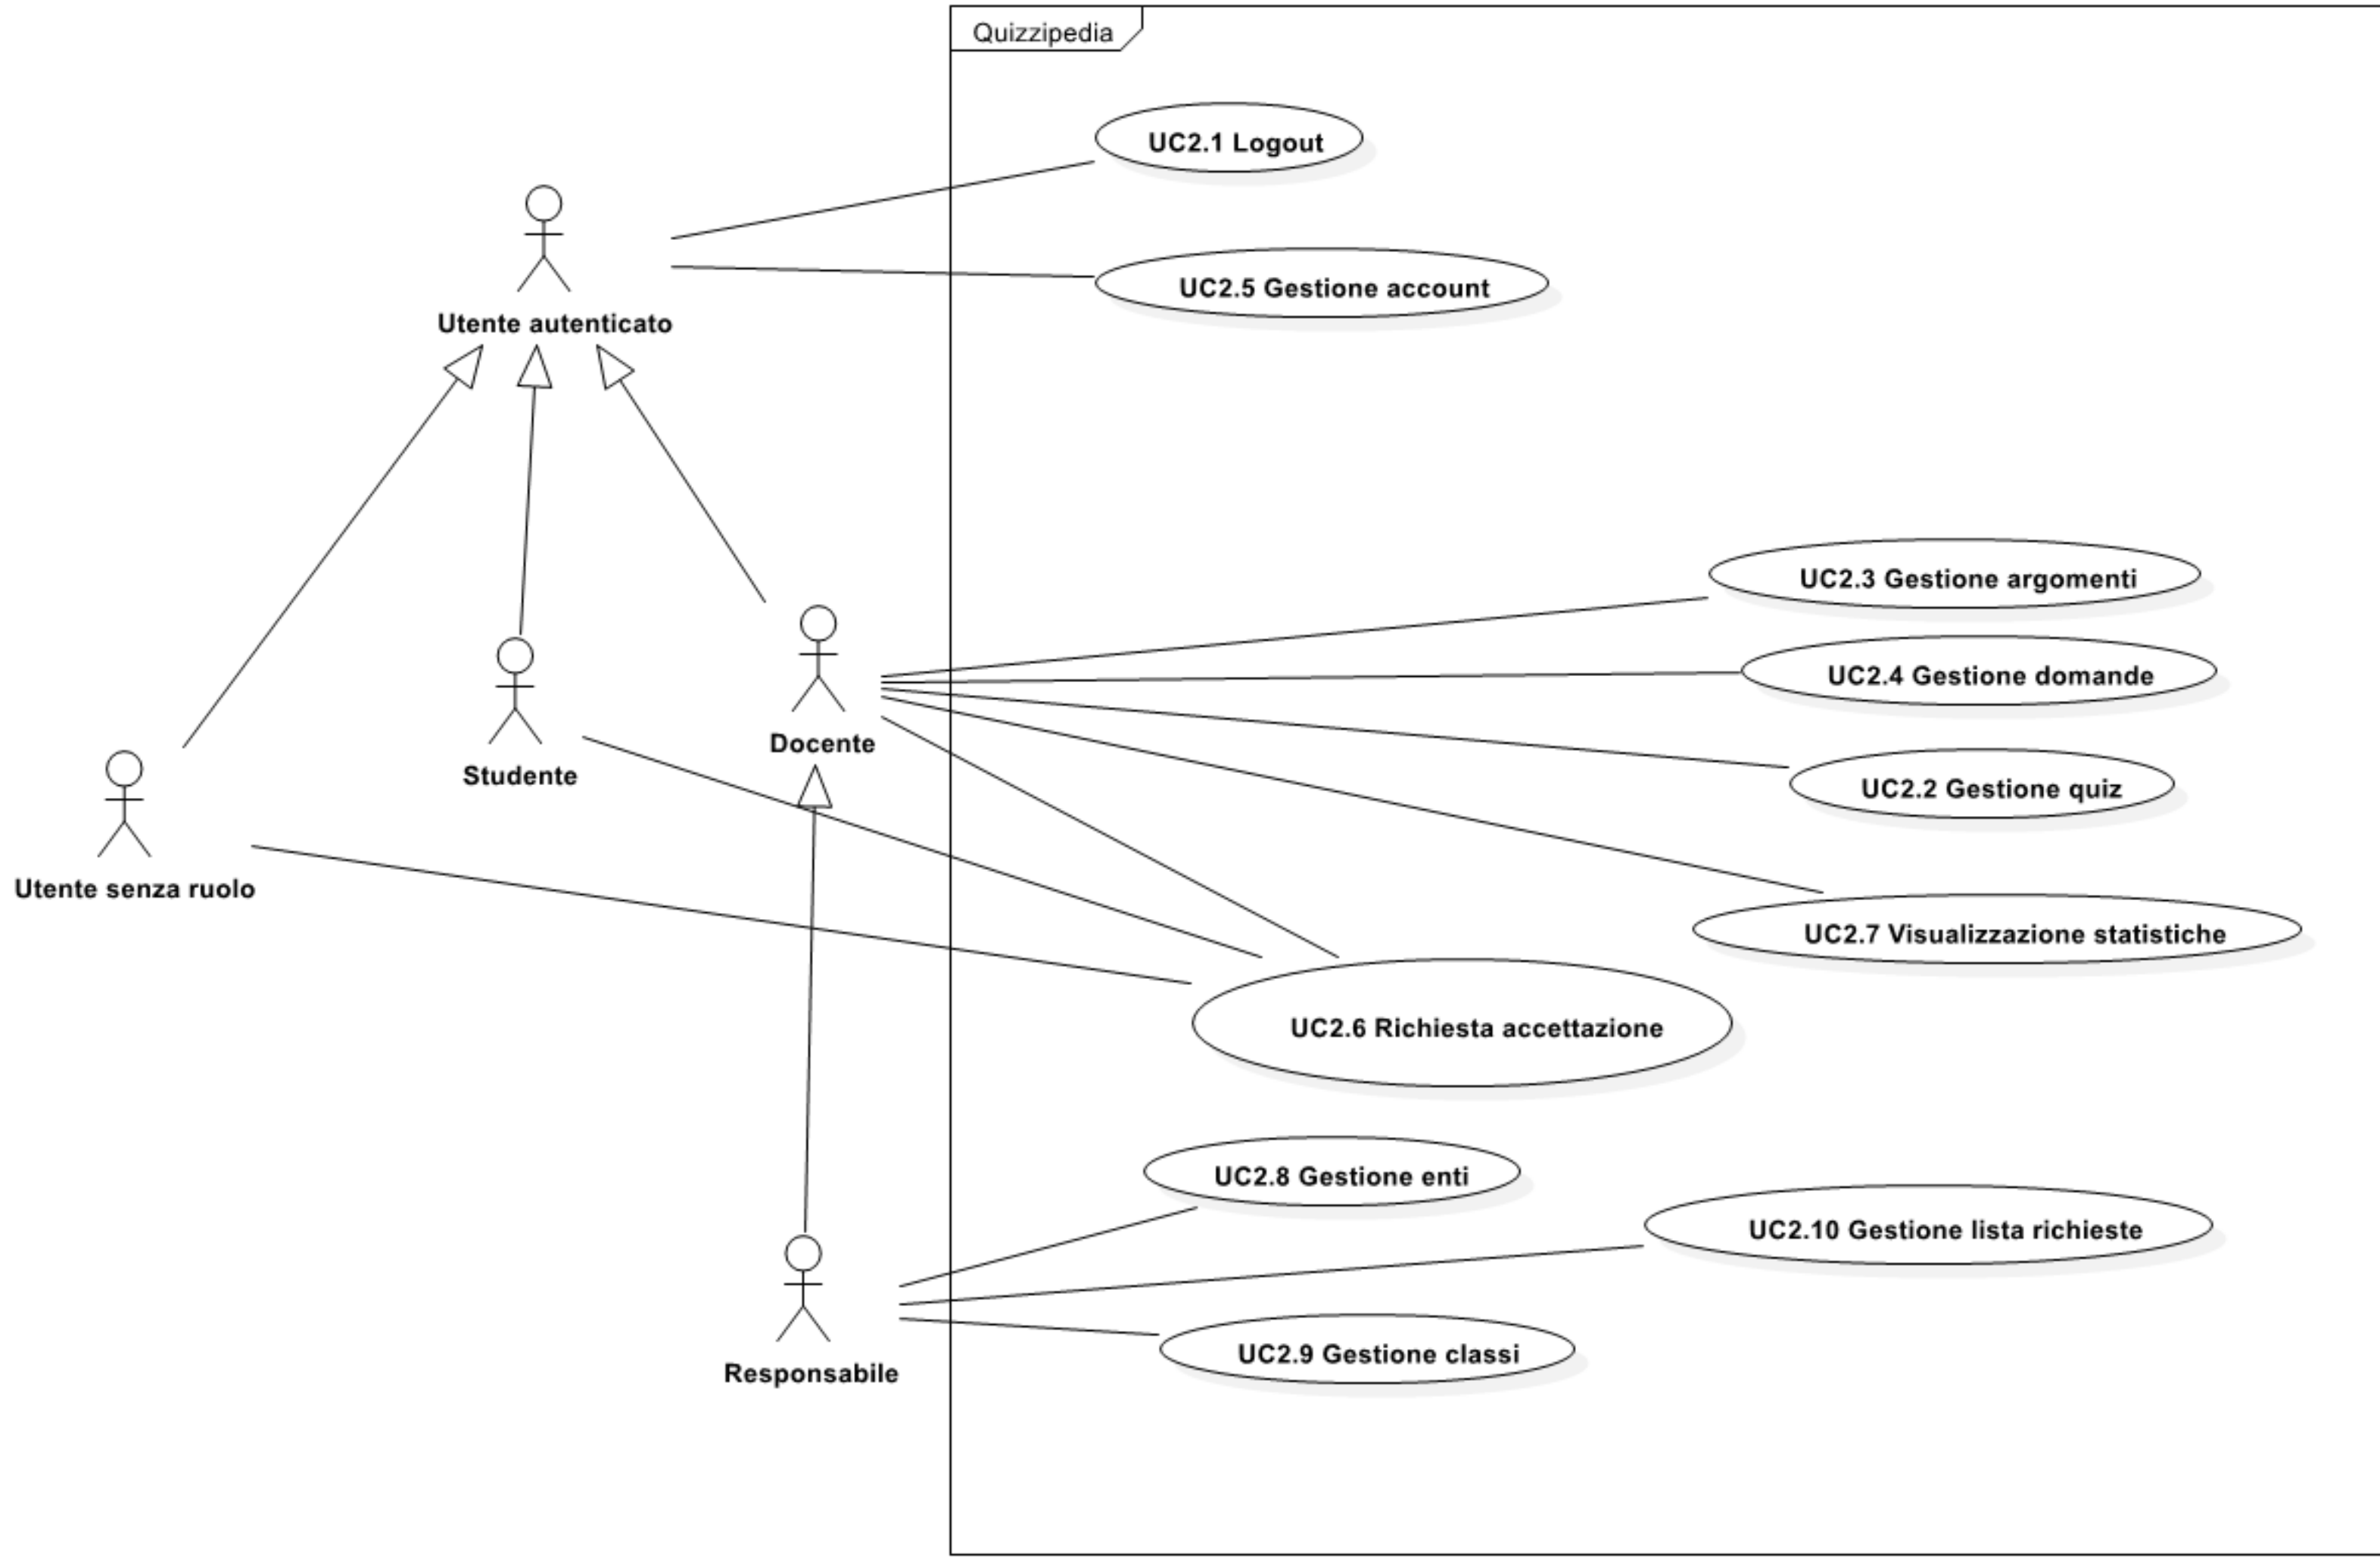 Quizzipedia
UC2.1 Logout
UC2.5 Gestione account
Utente autenticato
UC2.3 Gestione argomenti
UC2.4 Gestione domande
Docente
Studente
UC2.2 Gestione quiz
Utente senza ruolo
UC2.7 Visualizzazione statistiche
UC2.6 Richiesta accettazione
UC2.8 Gestione enti
UC2.10 Gestione lista richieste
UC2.9 Gestione classi
Responsabile